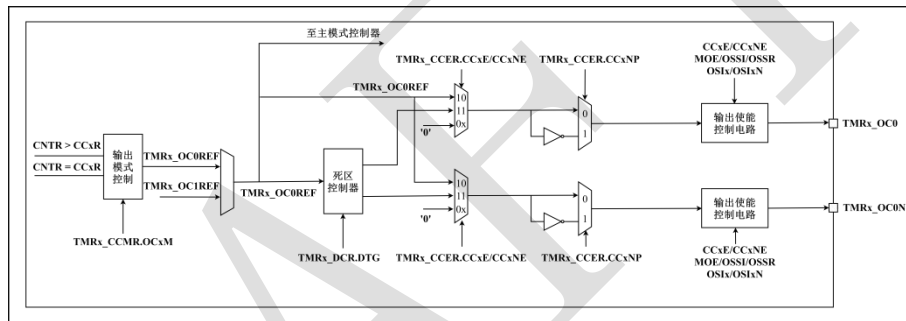 至主模式控制器
CCxE/CCxNE
MOE/OSSI/OSSR
OSIx/OSIxN
TMRx_CCER.CCxE/CCxNE
TMRx_CCER.CCxNP
TMRx_OC0REF
10
11
0x
'0'
0
1
输出使能
控制电路
TMRx_OC0
CNTR > CCxR
CNTR = CCxR
输出
模式
控制
TMRx_OC0REF
TMRx_OC1REF
TMRx_OC0REF
死区
控制器
10
11
0x
'0'
0
1
输出使能
控制电路
TMRx_OC0N
TMRx_CCMR.OCxM
TMRx_DCR.DTG
TMRx_CCER.CCxE/CCxNE
TMRx_CCER.CCxNP
CCxE/CCxNE
MOE/OSSI/OSSR
OSIx/OSIxN